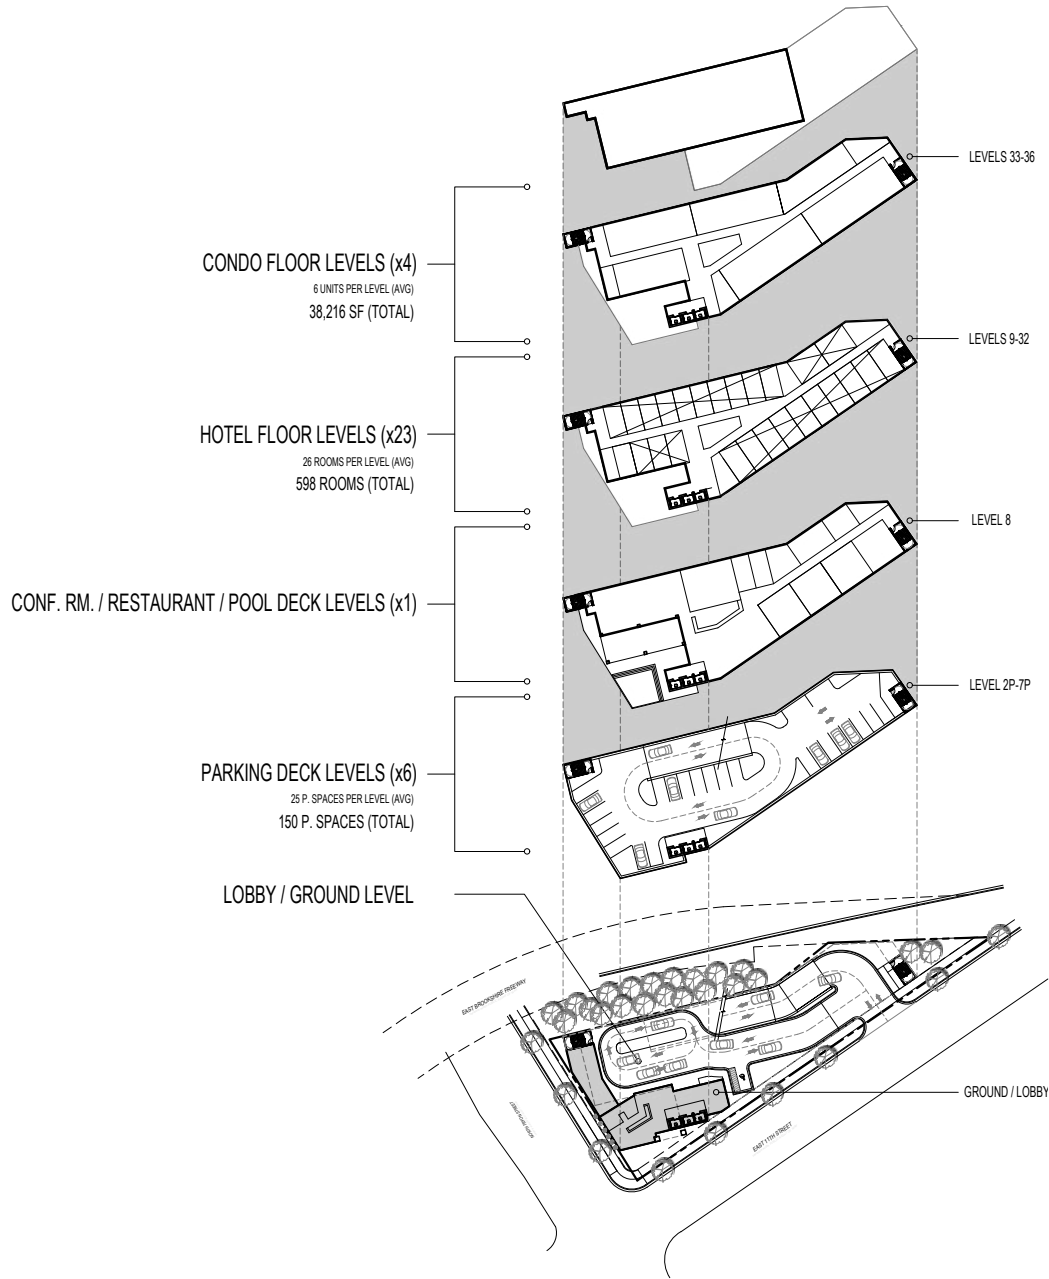 LEVELS 33-36
CONDO FLOOR LEVELS (x4)
6 UNITS PER LEVEL (AVG)
38,216 SF (TOTAL)
LEVELS 9-32
HOTEL FLOOR LEVELS (x23)
26 ROOMS PER LEVEL (AVG)
598 ROOMS (TOTAL)
LEVEL 8
CONF. RM. / RESTAURANT / POOL DECK LEVELS (x1)
LEVEL 2P-7P
PARKING DECK LEVELS (x6)
25 P. SPACES PER LEVEL (AVG)
150 P. SPACES (TOTAL)
LOBBY / GROUND LEVEL
EAST BROOKSHIRE FREEWAY
GROUND / LOBBY
NORTH TRYON STREET
EAST 11TH STREET